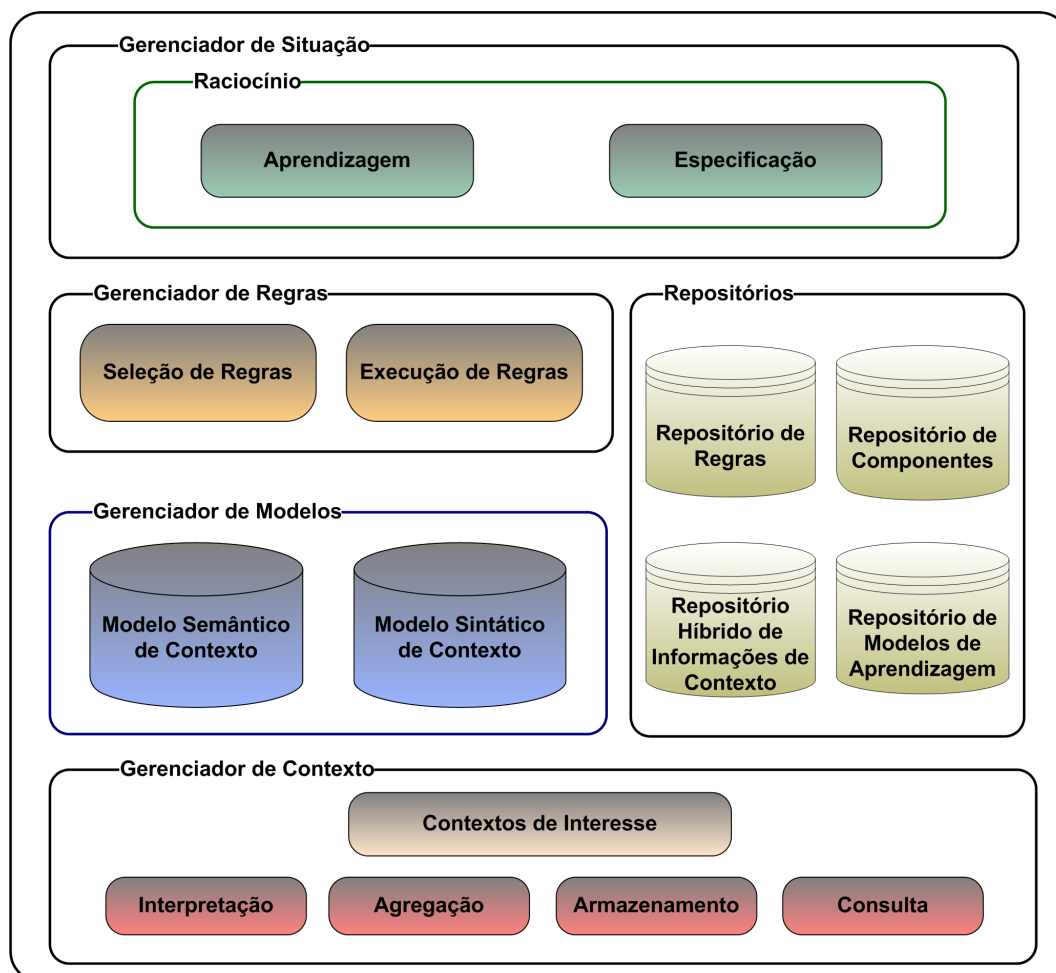 Gerenciador de Situação
Raciocínio
Aprendizagem
Especificação
Gerenciador de Regras
Seleção de Regras
Execução de Regras
Repositórios
Repositório de
Regras
Repositório de
Componentes
Repositório
Híbrido de
Informações de
Contexto
Repositório de
Modelos de
Aprendizagem
Gerenciador de Modelos
Modelo Semântico
de Contexto
Modelo Sintático
de Contexto
Gerenciador de Contexto
Contextos de Interesse
Interpretação
Agregação
Armazenamento
Consulta